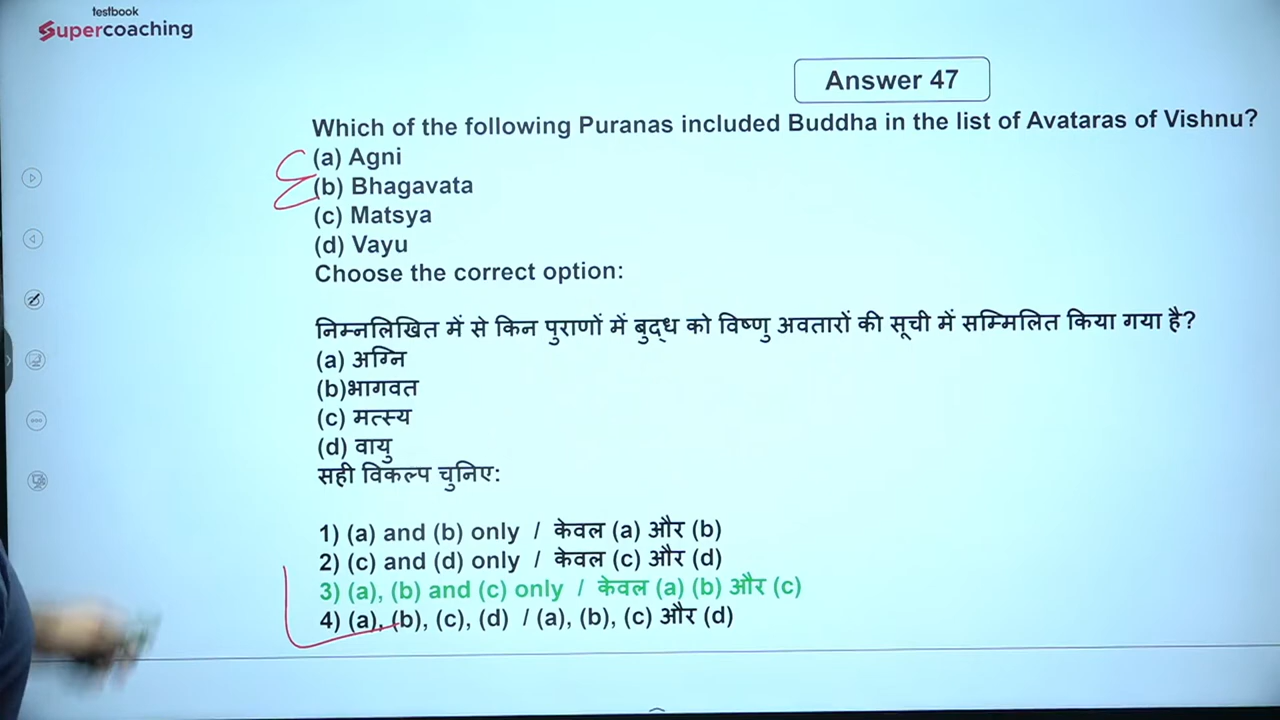 testbook
Supercoaching
Answer 47
Which of the following Puranas included Buddha in the list of Avataras of Vishnu?
(a) Agni
(b) Bhagavata
(c) Matsya
(d) Vayu
Choose the correct option:
निम्नलिखित में से किन पुराणों में बुद्ध को विष्णु अवतारों की सूची में सम्मिलित किया गया है?
(a) अग्नि
(b)भागवत
(c) मत्स्य
(d) वायु
सही विकल्प चुनिए:
1) (a) and (b) only / केवल (a) और (b)
2) (c) and (d) only / केवल (c) और (d)
3) (a), (b) and (c) only / केवल (a) (b) और (c)
4) (a), (b), (c), (d) / (a), (b), (c) और (d)